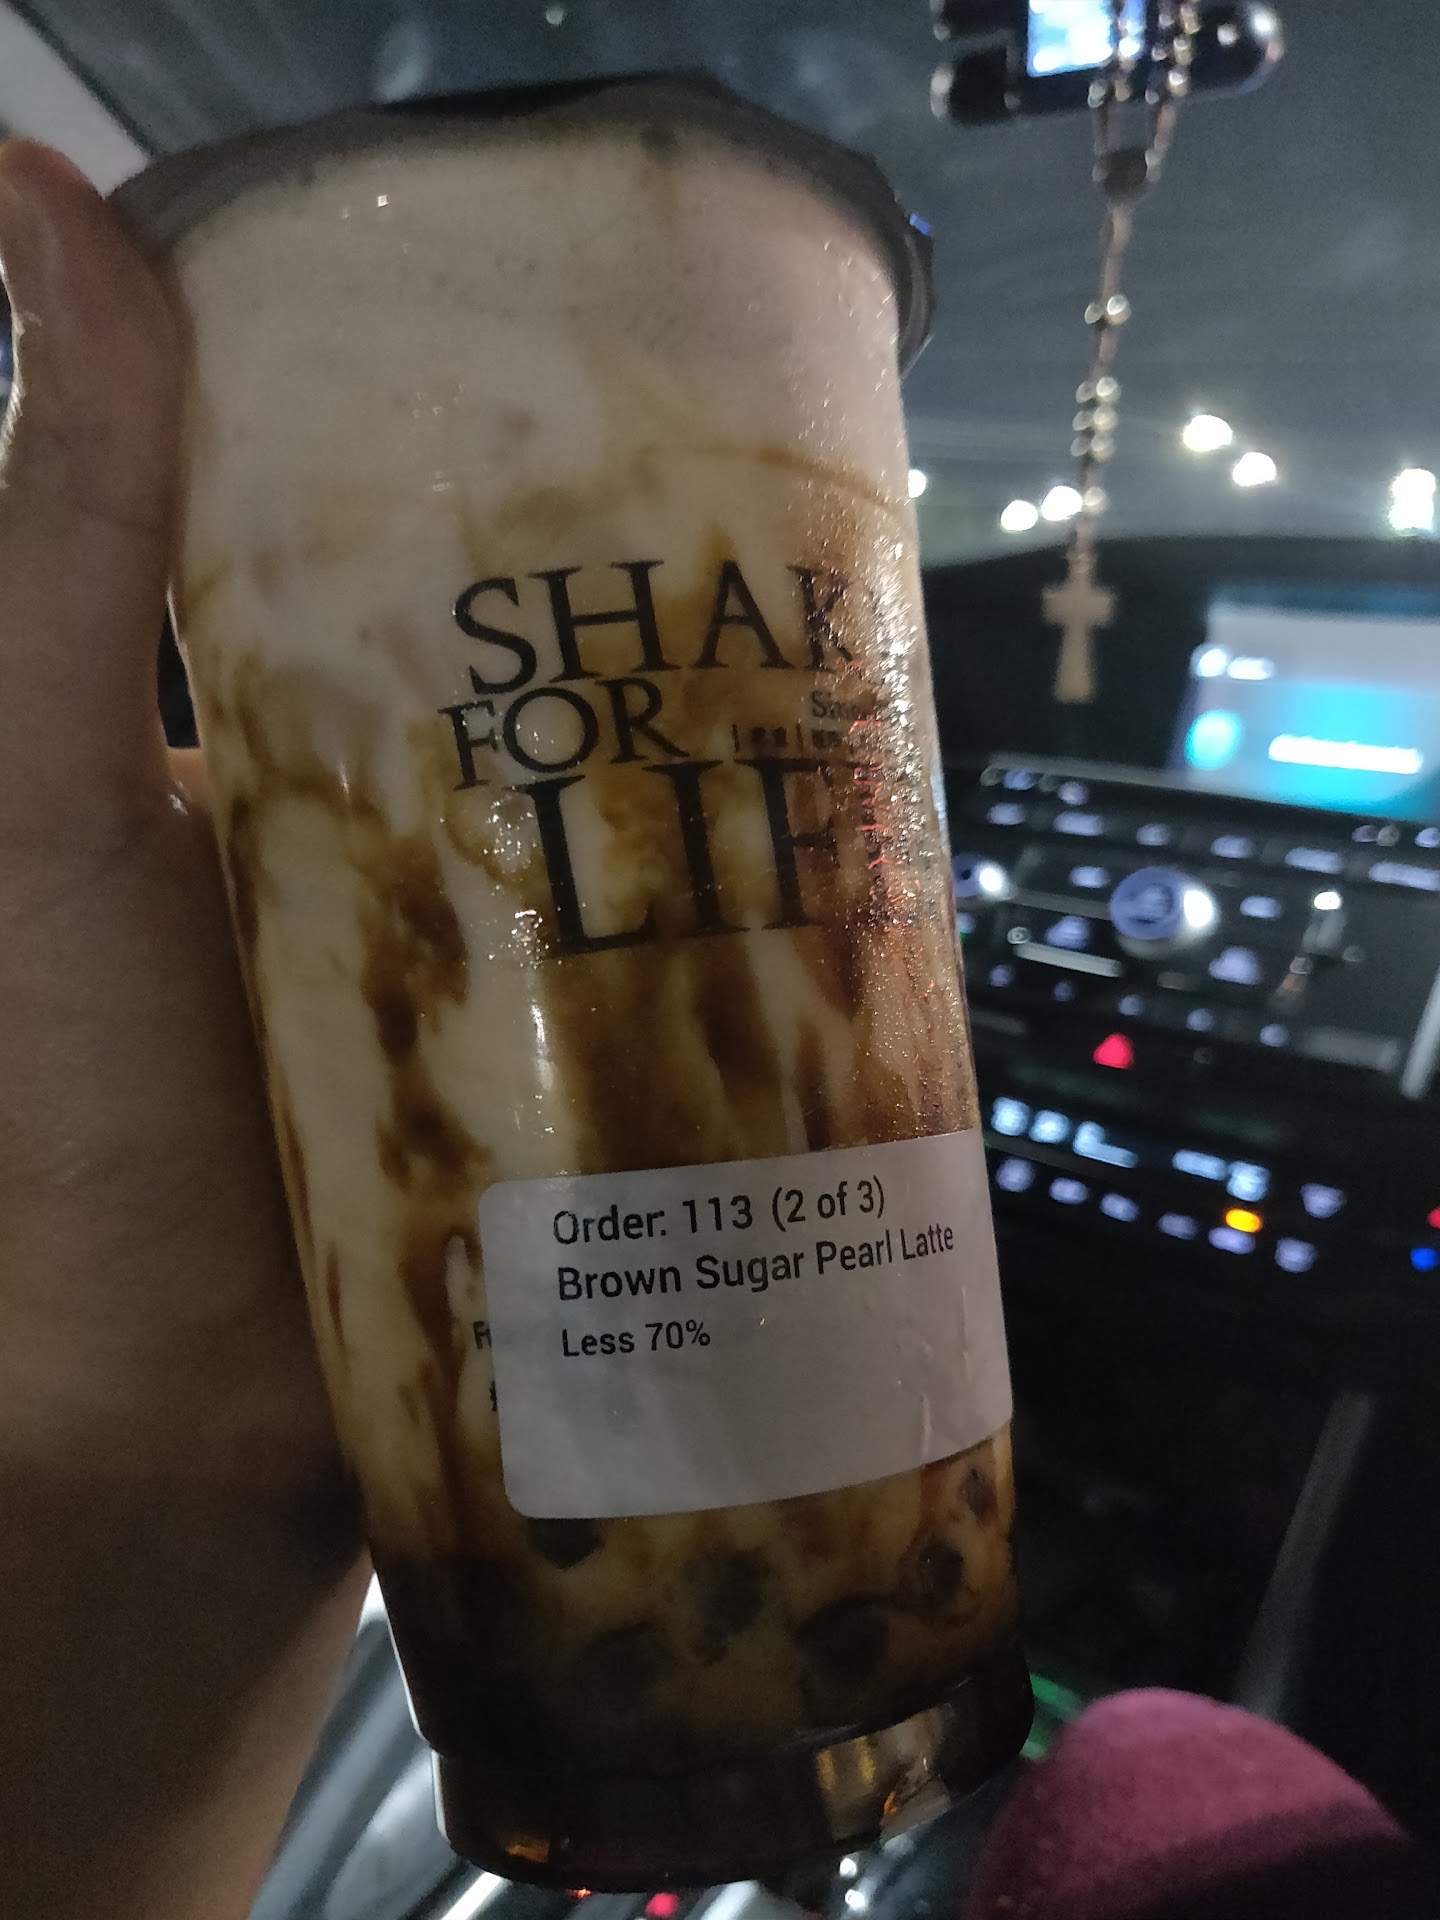 SHAK
FOR
LIF
Order: 113 (2 of 3)
Brown Sugar Pearl Latte
Less 70%